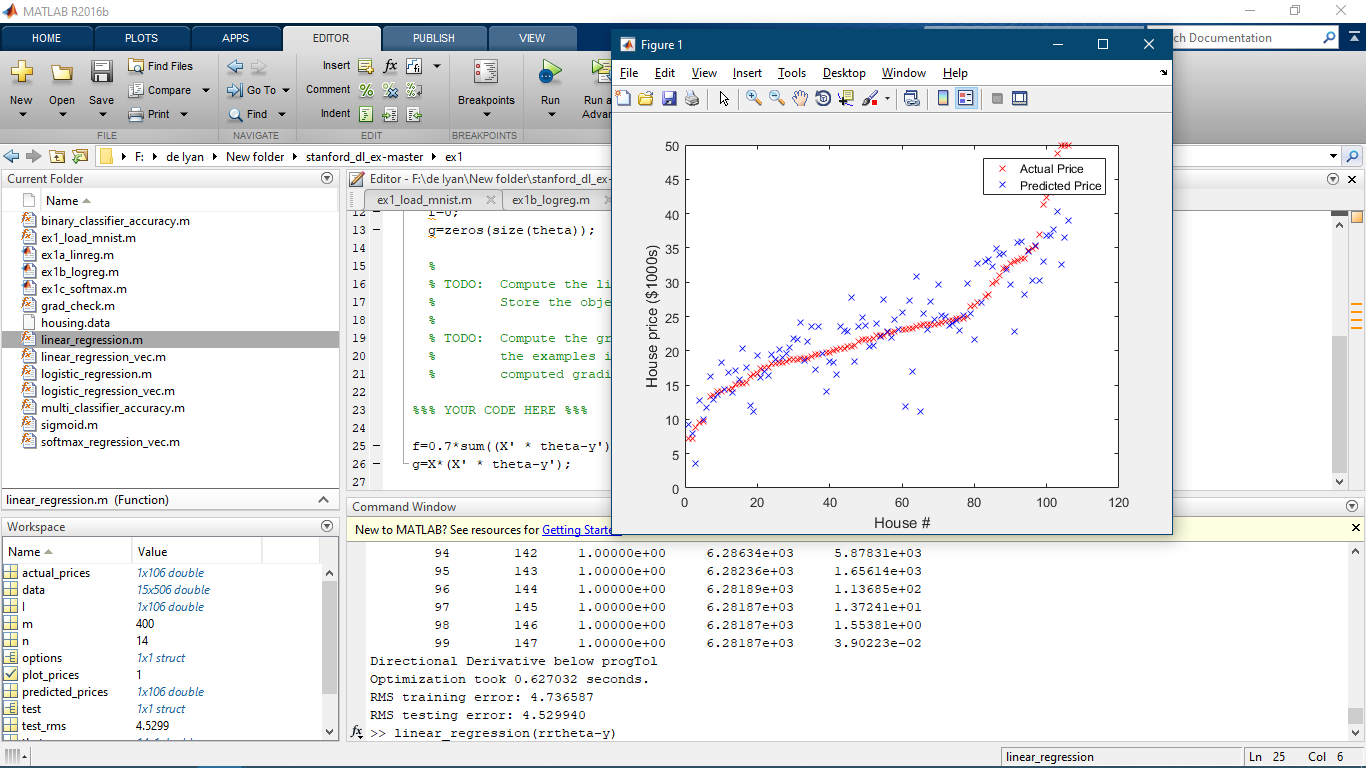 MATLAB R2016b
HOME PLOTS APPS EDITOR PUBLISH VIEW
ch Documentation
New Open Save Find Files Compare Print
Go To Find
Insert fx
Comment
Indent
Breakpoints Run Run a
Advan
FILE NAVIGATE EDIT BREAKPOINTS
F: de lyan New folder stanford_dl_ex-master ex1
Current Folder
Name
binary_classifier_accuracy.m
ex1_load_mnist.m
ex1a_linreg.m
ex1b_logreg.m
ex1c_softmax.m
grad_check.m
housing.data
linear_regression.m
linear_regression_vec.m
logistic_regression.m
logistic_regression_vec.m
multi_classifier_accuracy.m
sigmoid.m
softmax_regression_vec.m
linear_regression.m (Function)
Workspace
Name Value
actual_prices 1x106 double
data 15x506 double
I 1x106 double
m 400
n 14
options 1x1 struct
plot_prices 1
predicted_prices 1x106 double
test 1x1 struct
test_rms 4.5299
Editor - F:\de lyan\New folder\stanford_dl_ex-
ex1_load_mnist.m ex1b_logreg.m
12 f=0;
13 g=zeros(size(theta));
14
15 %
16 % TODO: Compute the li
17 % Store the obje
18 %
19 % TODO: Compute the gr
20 % the examples i
21 % computed gradi
22
23 %%% YOUR CODE HERE %%%
24
25 f=0.7*sum((X' * theta-y')
26 g=X*(X' * theta-y');
27
Figure 1
File Edit View Insert Tools Desktop Window Help
Actual Price
Predicted Price
50
45
40
35
30
25
20
15
10
5
0
House price ($1000s)
0 20 40 60 80 100 120
House #
Command Window
New to MATLAB? See resources for Getting Starte
94 142 1.00000e+00 6.28634e+03 5.87831e+03
95 143 1.00000e+00 6.28236e+03 1.65614e+03
96 144 1.00000e+00 6.28189e+03 1.13685e+02
97 145 1.00000e+00 6.28187e+03 1.37241e+01
98 146 1.00000e+00 6.28187e+03 1.55381e+00
99 147 1.00000e+00 6.28187e+03 3.90223e-02
Directional Derivative below progTol
Optimization took 0.627032 seconds.
RMS training error: 4.736587
RMS testing error: 4.529940
fx >> linear_regression(rrtheta-y)
linear_regression Ln 25 Col 6